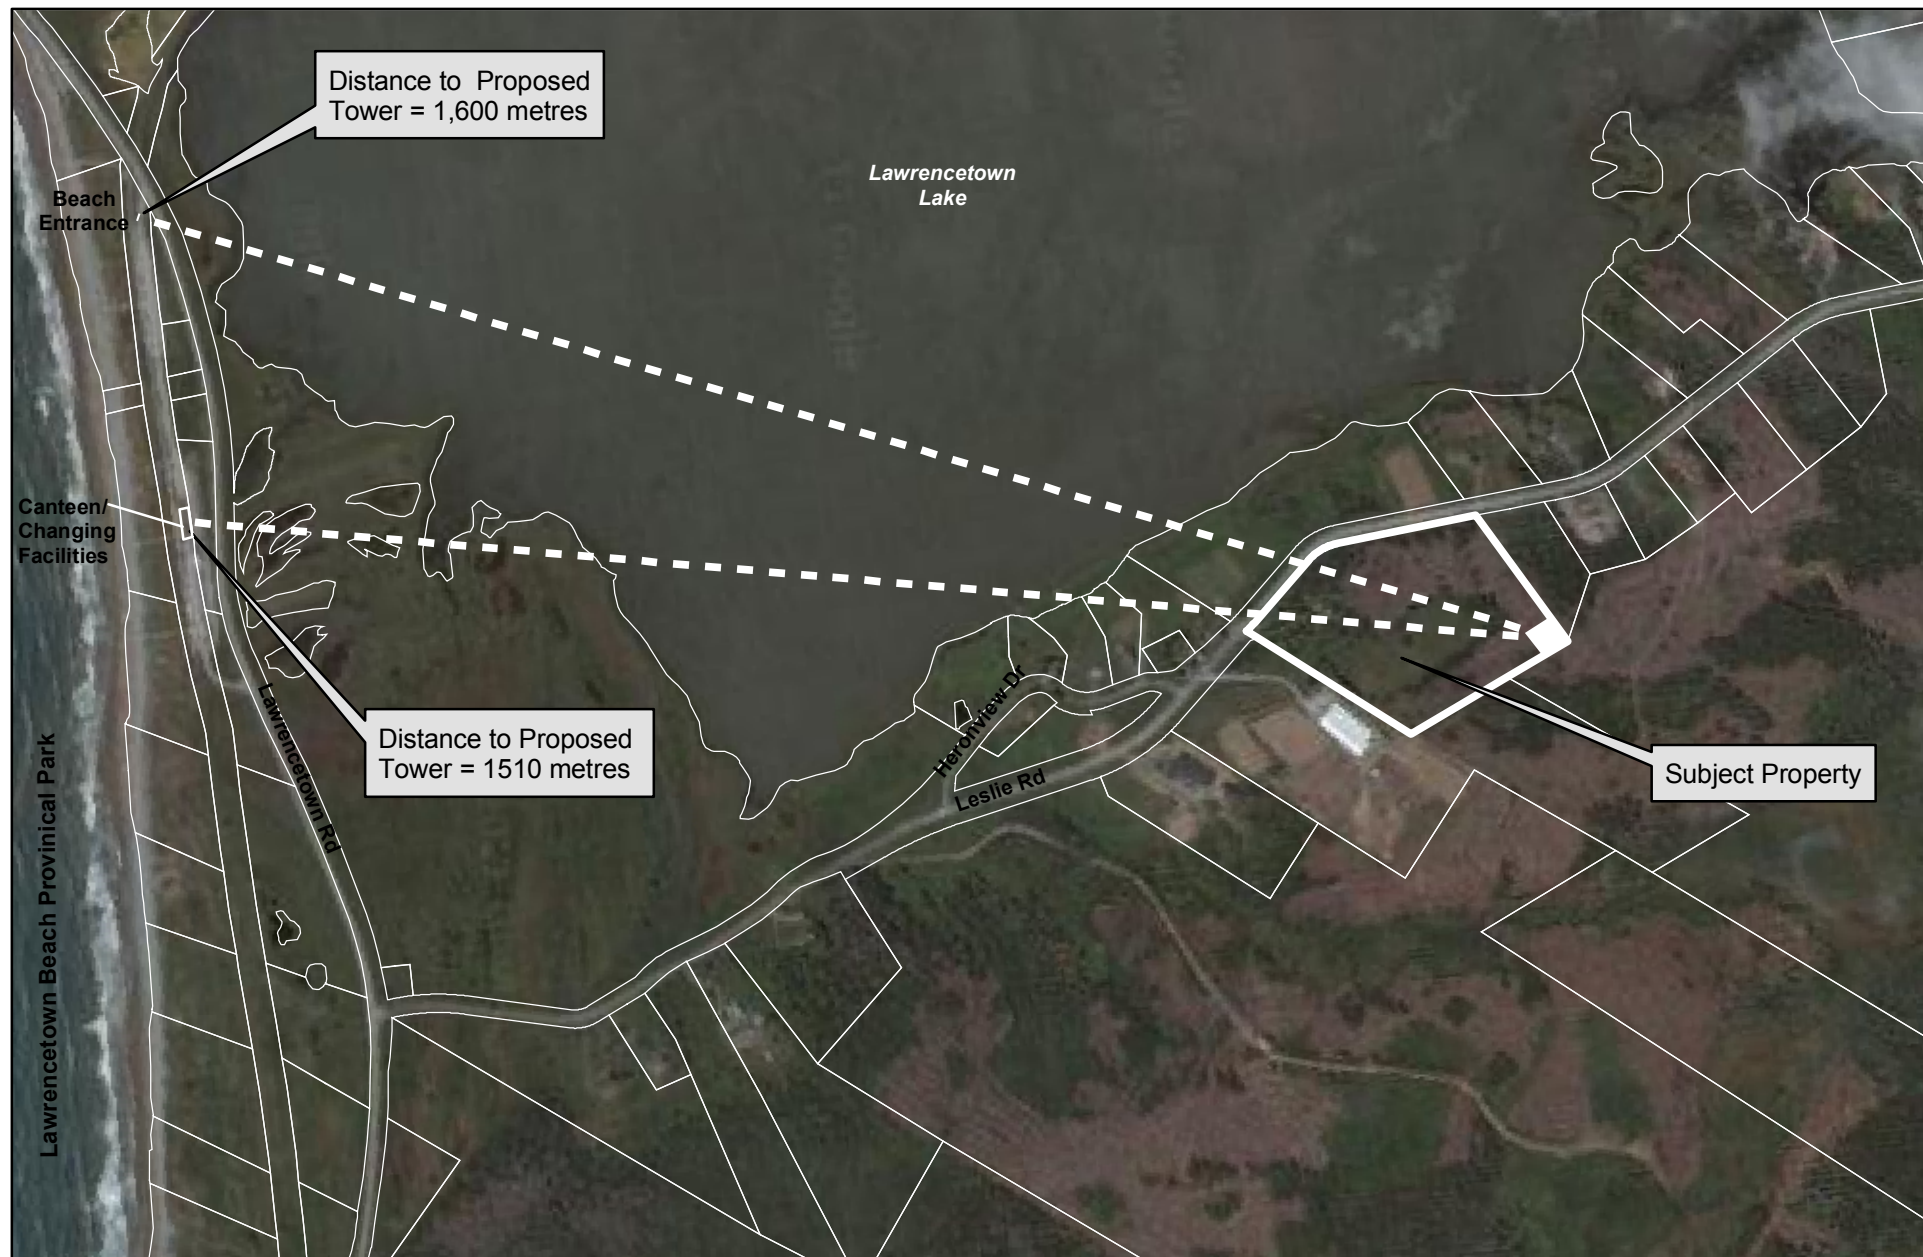 Distance to Proposed
Tower = 1,600 metres
Lawrencetown
Lake
Beach
Entrance
Canteen/
Changing
Facilities
Lawrencetown Rd
Distance to Proposed
Tower = 1510 metres
Heronview Dr
Leslie Rd
Subject Property
Lawrencetown Beach Provinical Park